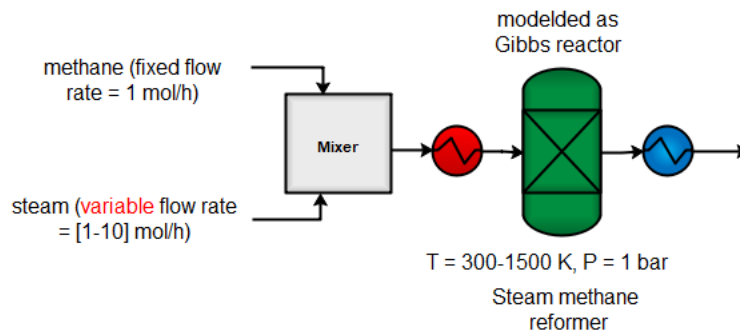 modelded as
Gibbs reactor
methane (fixed flow
rate = 1 mol/h)
Mixer
steam (variable flow rate
= [1-10] mol/h)
T = 300-1500 K, P = 1 bar
Steam methane
reformer